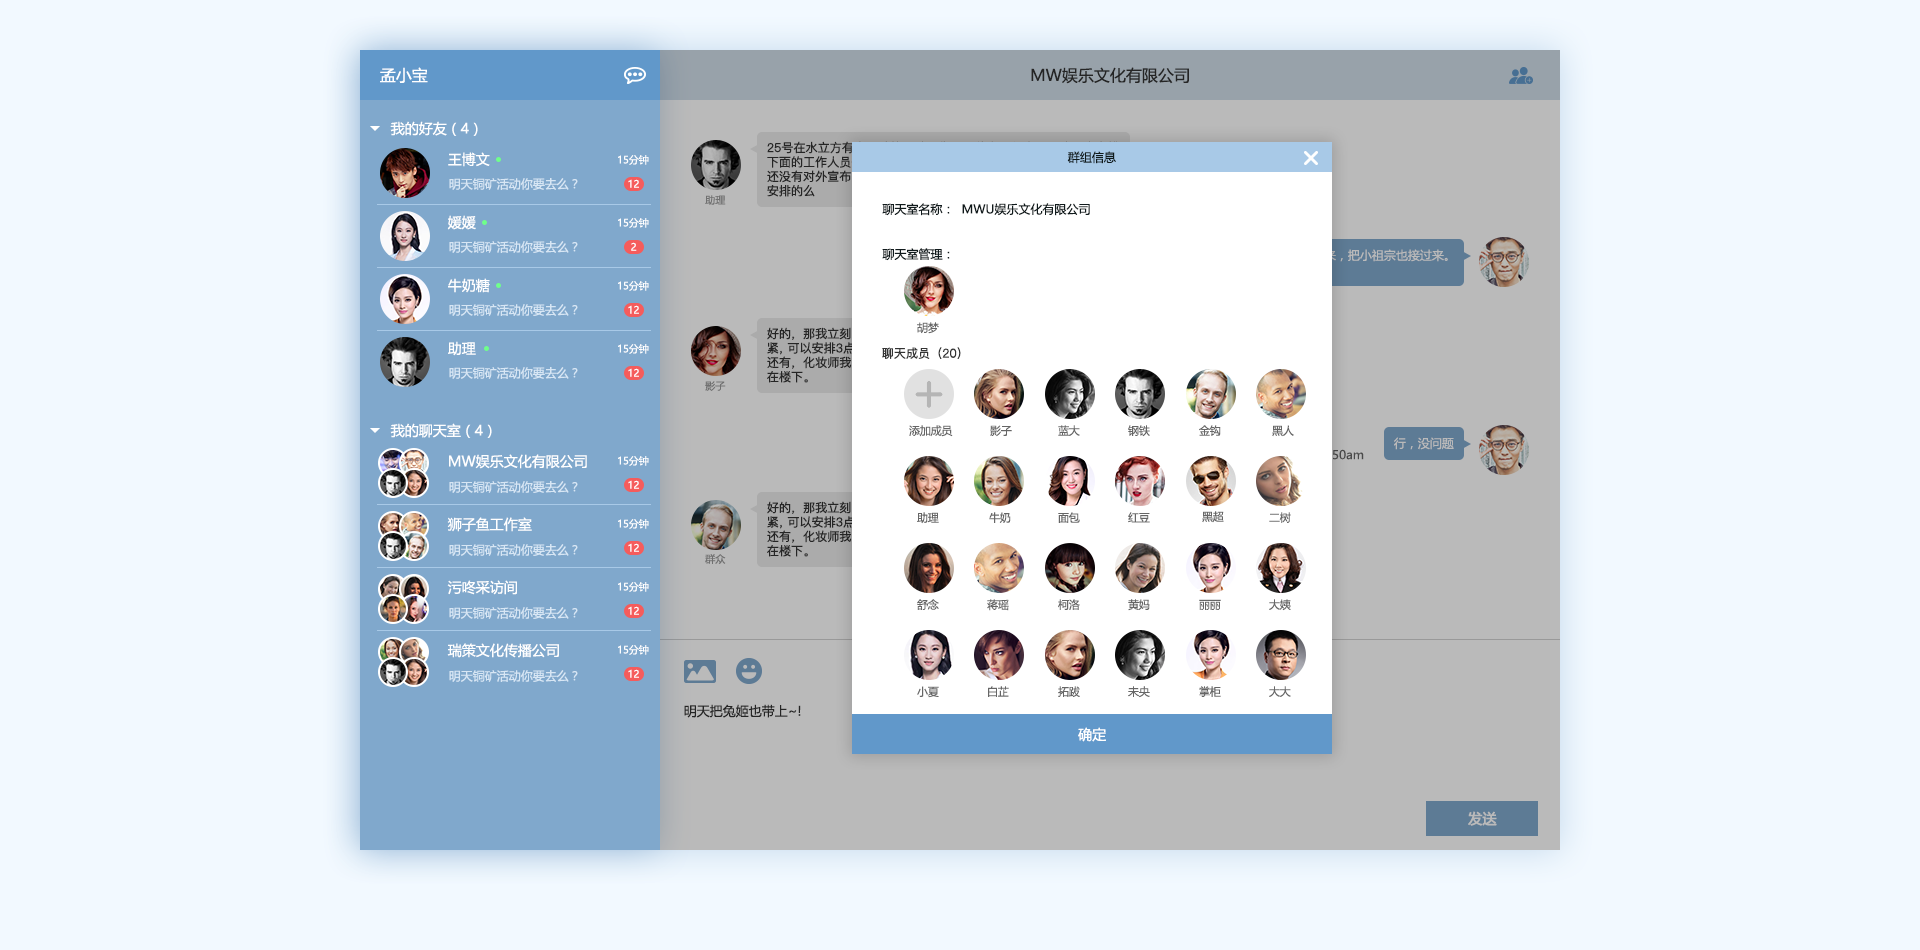 孟小宝
我的好友 ( 4 )
王博文
15分钟
明天铜矿活动你要去么？
12
媛媛
15分钟
明天铜矿活动你要去么？
2
牛奶糖
15分钟
明天铜矿活动你要去么？
12
助理
15分钟
明天铜矿活动你要去么？
12
我的聊天室 ( 4 )
MW娱乐文化有限公司
15分钟
明天铜矿活动你要去么？
12
狮子鱼工作室
15分钟
明天铜矿活动你要去么？
12
污咚采访间
15分钟
明天铜矿活动你要去么？
12
瑞策文化传播公司
15分钟
明天铜矿活动你要去么？
12
MW娱乐文化有限公司
25号在水立方有
下面的工作人员
还没有对外宣布
安排的么
助理
，把小祖宗也接过来。
好的，那我立刻
紧, 可以安排3点
还有，化妆师我
在楼下。
影子
行，没问题
50am
好的，那我立刻
紧, 可以安排3点
还有，化妆师我
在楼下。
群众
明天把兔姬也带上~!
发送
群组信息
聊天室名称： MWU娱乐文化有限公司
聊天室管理：
胡梦
聊天成员（20）
添加成员 影子 蓝大 钢铁 金钩 黑人
助理 牛奶 面包 红豆 黑超 二树
舒念 蒋瑶 柯洛 黄妈 丽丽 大姨
小夏 白芷 拓跋 未央 掌柜 大大
确定